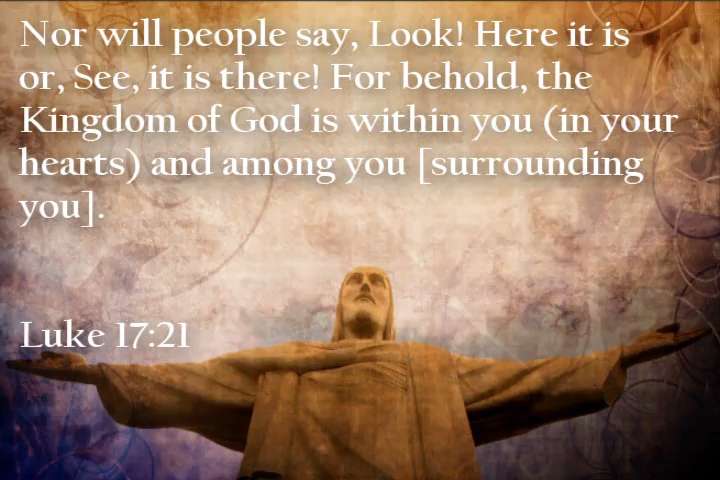 Nor will people say, Look! Here it is
or, See, it is there! For behold, the
Kingdom of God is within you (in your
hearts) and among you [surrounding
you].
Luke 17:21